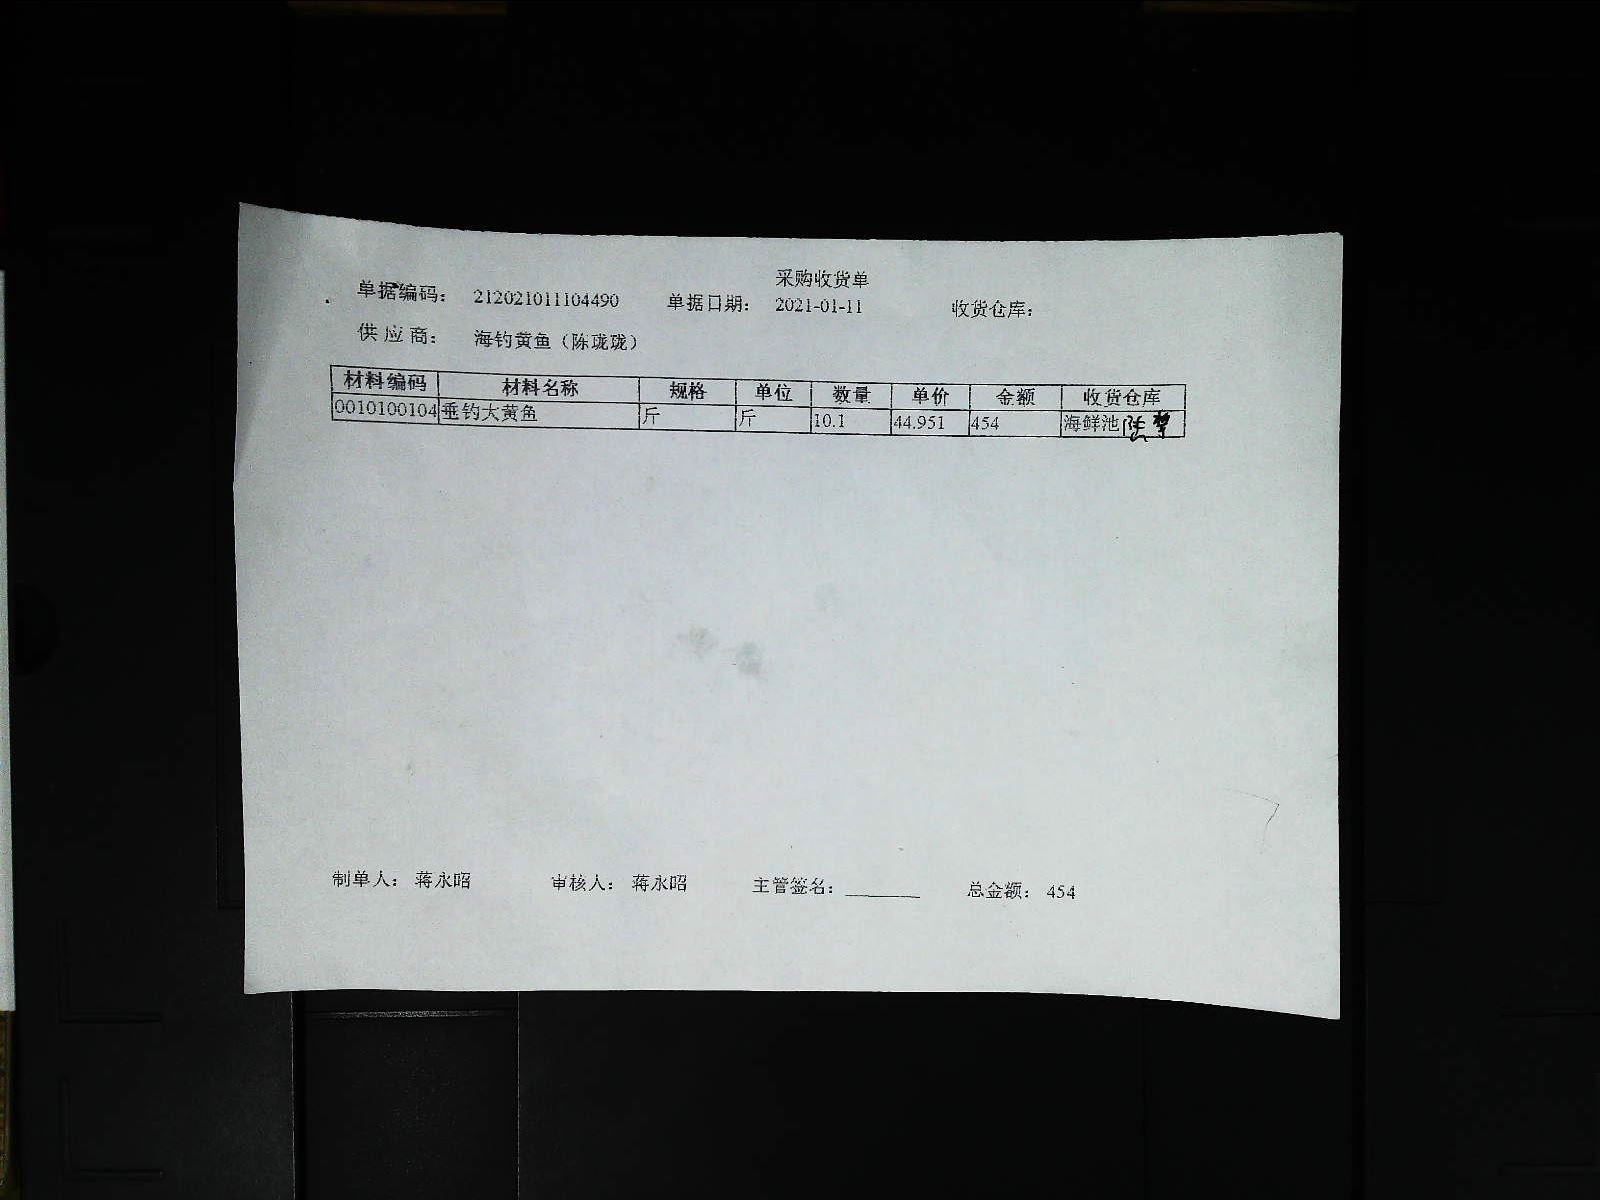 采购收货单
单据编码： 212021011104490 单据日期： 2021-01-11 收货仓库：
供 应 商： 海钓黄鱼（陈珑珑）
材料编码 材料名称 规格 单位 数量 单价 金额 收货仓库
0010100104 垂钓大黄鱼 斤 斤 10.1 44.951 454 海鲜池
制单人： 蒋永昭 审核人： 蒋永昭 主管签名： 总金额： 454